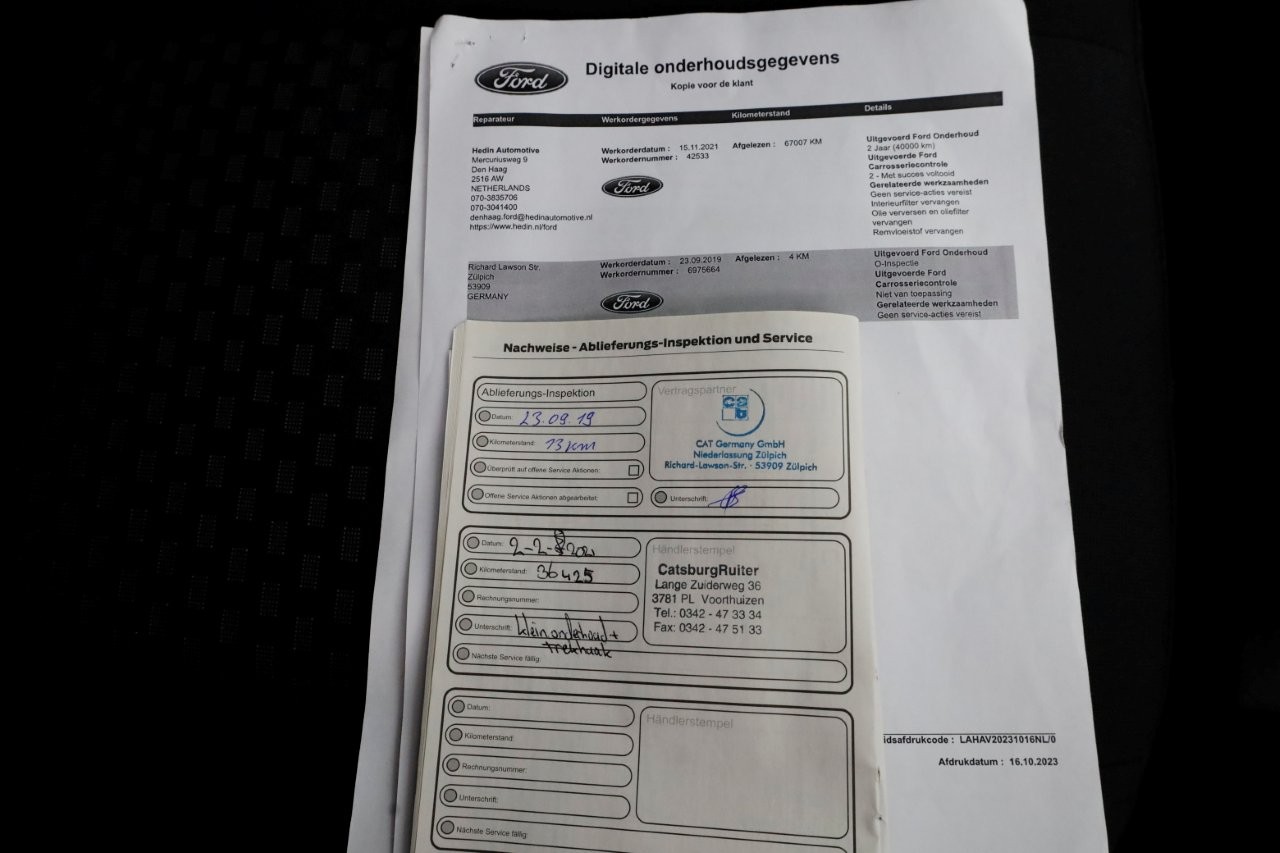 Ford
Digitale onderhoudsgegevens
Kopie voor de klant
Reparateur Werkordergegevens Kilometerstand Details
Hedin Automotive
Mercuriusweg 9
Den Haag
2516 AW
NETHERLANDS
070-3835706
070-3041400
denhaag.ford@hedinautomotive.nl
https://www.hedin.nl/ford
Werkorderdatum : 15.11.2021
Werkordernummer : 42533
Ford
Afgelezen : 67007 KM
Uitgevoerd Ford Onderhoud
2 Jaar (40000 km)
Uitgevoerde Ford
Carrosseriecontrole
2 - Met succes voltooid
Gerelateerde werkzaamheden
Geen service-acties vereist
Interieurfilter vervangen
Olie verversen en oliefilter
vervangen
Remvloeistof vervangen
Richard Lawson Str.
Zülpich
53909
GERMANY
Werkorderdatum : 23.09.2019
Werkordernummer : 6975664
Ford
Afgelezen : 4 KM
Uitgevoerd Ford Onderhoud
O-Inspectie
Uitgevoerde Ford
Carrosseriecontrole
Niet van toepassing
Gerelateerde werkzaamheden
Geen service-acties vereist
Nachweise - Ablieferungs-Inspektion und Service
Ablieferungs-Inspektion
Datum: 23.09.19
Kilometerstand: 13 km
Überprüft auf offene Service Aktionen:
Offene Service Aktionen abgearbeitet:
Vertragspartner
CAT Germany GmbH
Niederlassung Zülpich
Richard-Lawson-Str. · 53909 Zülpich
Unterschrift:
Datum: 2-2-2021
Kilometerstand: 36425
Rechnungsnummer:
Unterschrift: klein onderhoud +
trekhaak
Nächste Service fällig:
Händlerstempel
CatsburgRuiter
Lange Zuiderweg 36
3781 PL Voorthuizen
Tel.: 0342 - 47 33 34
Fax: 0342 - 47 51 33
Datum:
Kilometerstand:
Rechnungsnummer:
Unterschrift:
Nächste Service fällig:
Händlerstempel
idsafdrukcode : LAHAV20231016NL/0
Afdrukdatum : 16.10.2023